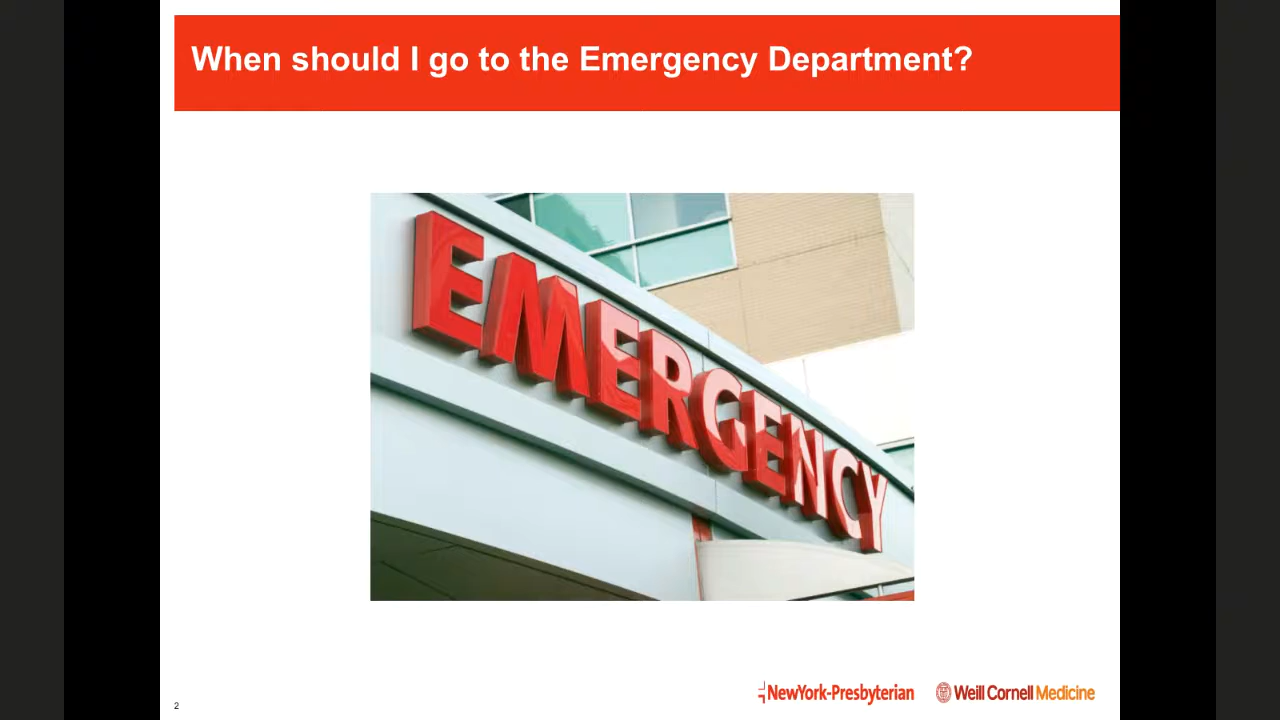 When should I go to the Emergency Department?
EMERGENCY
2
NewYork-Presbyterian
Weill Cornell Medicine